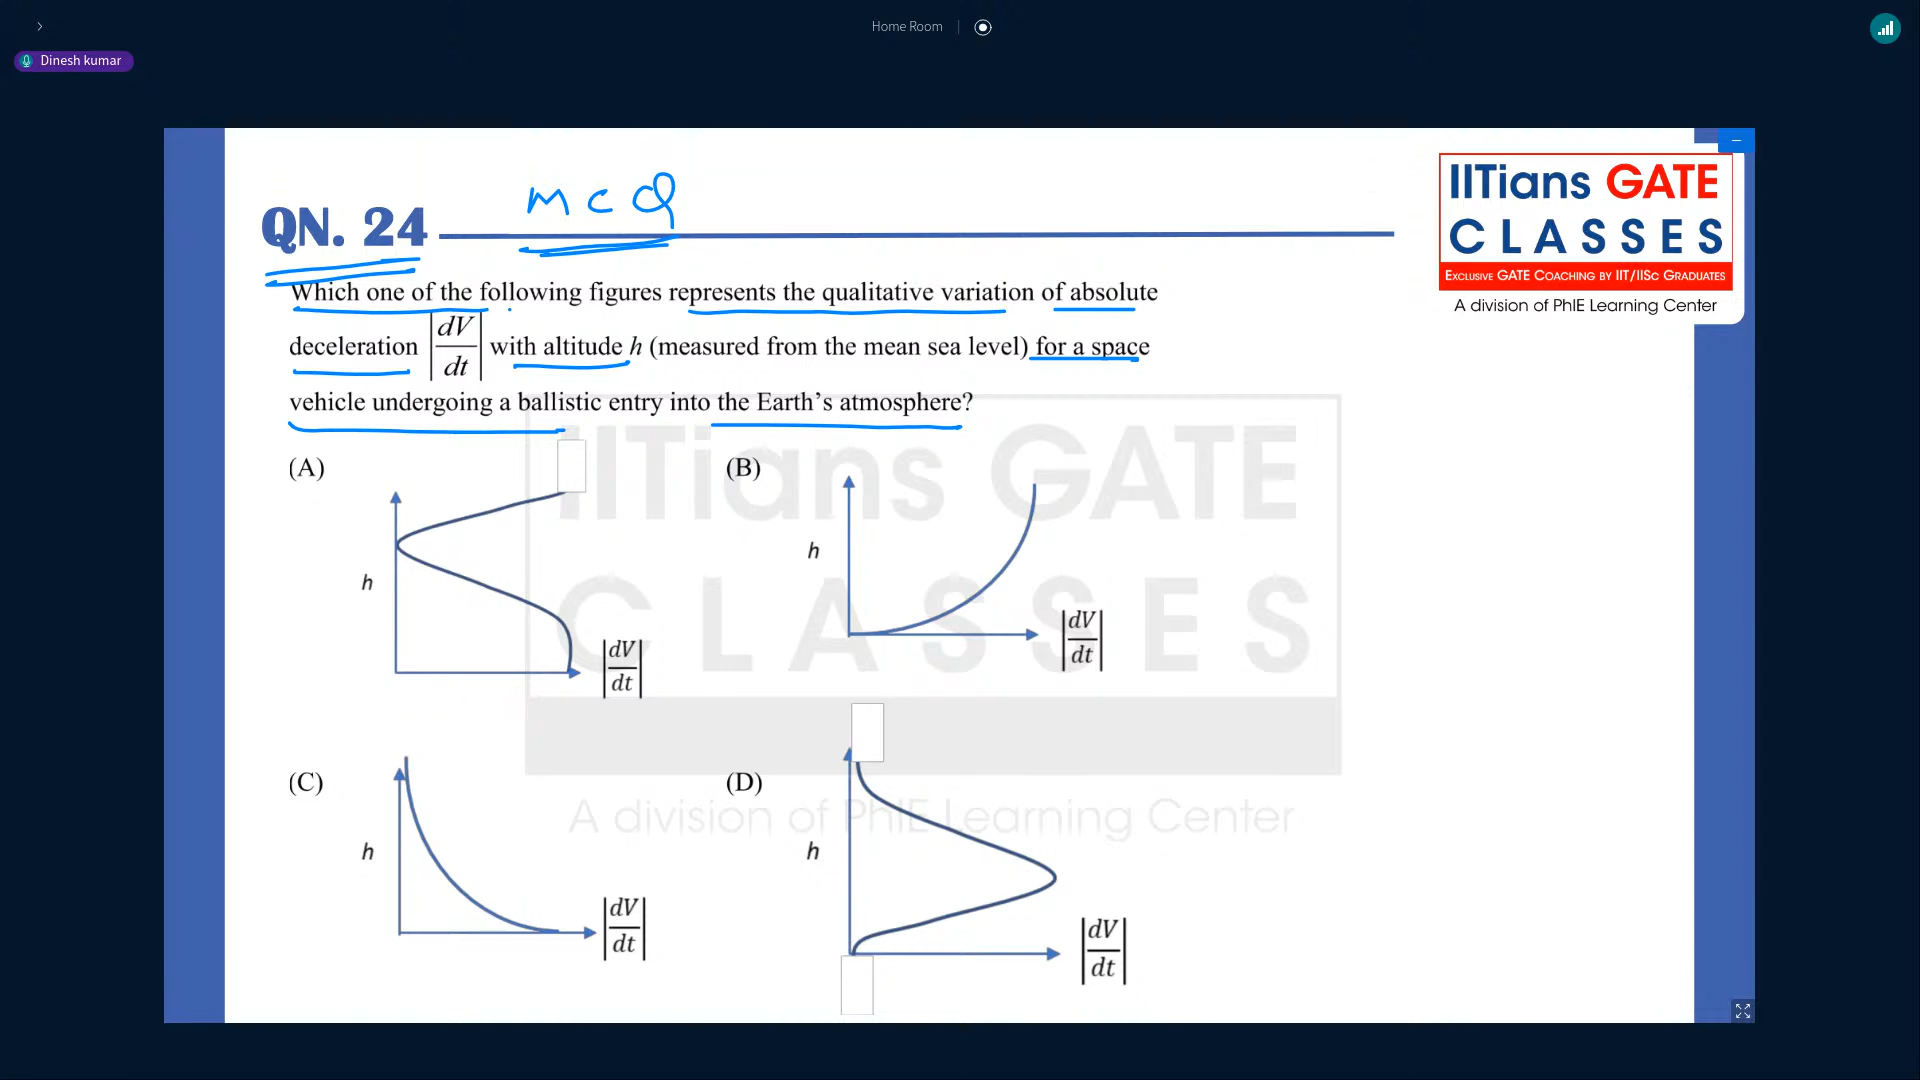 Home Room
Dinesh kumar
IITians GATE
CLASSES
EXCLUSIVE GATE COACHING BY IIT/IISc GRADUATES
A division of PhIE Learning Center
MCQ
QN. 24
Which one of the following figures represents the qualitative variation of absolute
deceleration |dV/dt| with altitude h (measured from the mean sea level) for a space
vehicle undergoing a ballistic entry into the Earth's atmosphere?
(A)
h
|dV/dt|
(B)
h
|dV/dt|
(C)
h
|dV/dt|
(D)
h
|dV/dt|
IITians GATE
CLASSES
A division of PhIE Learning Center